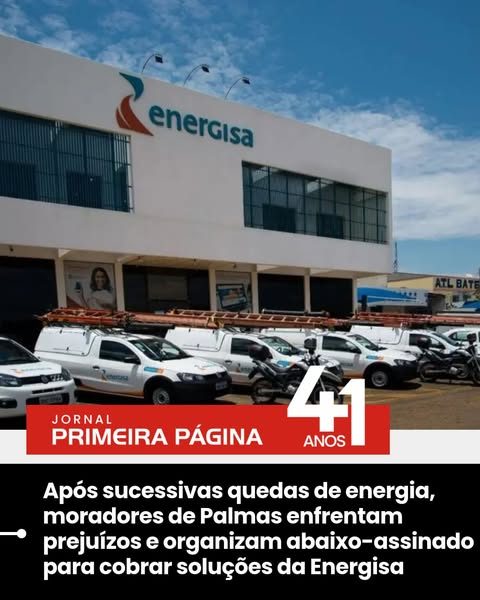 energisa
ATL BATE
energisa
JORNAL
PRIMEIRA PÁGINA
41
ANOS
Após sucessivas quedas de energia,
moradores de Palmas enfrentam
prejuízos e organizam abaixo-assinado
para cobrar soluções da Energisa